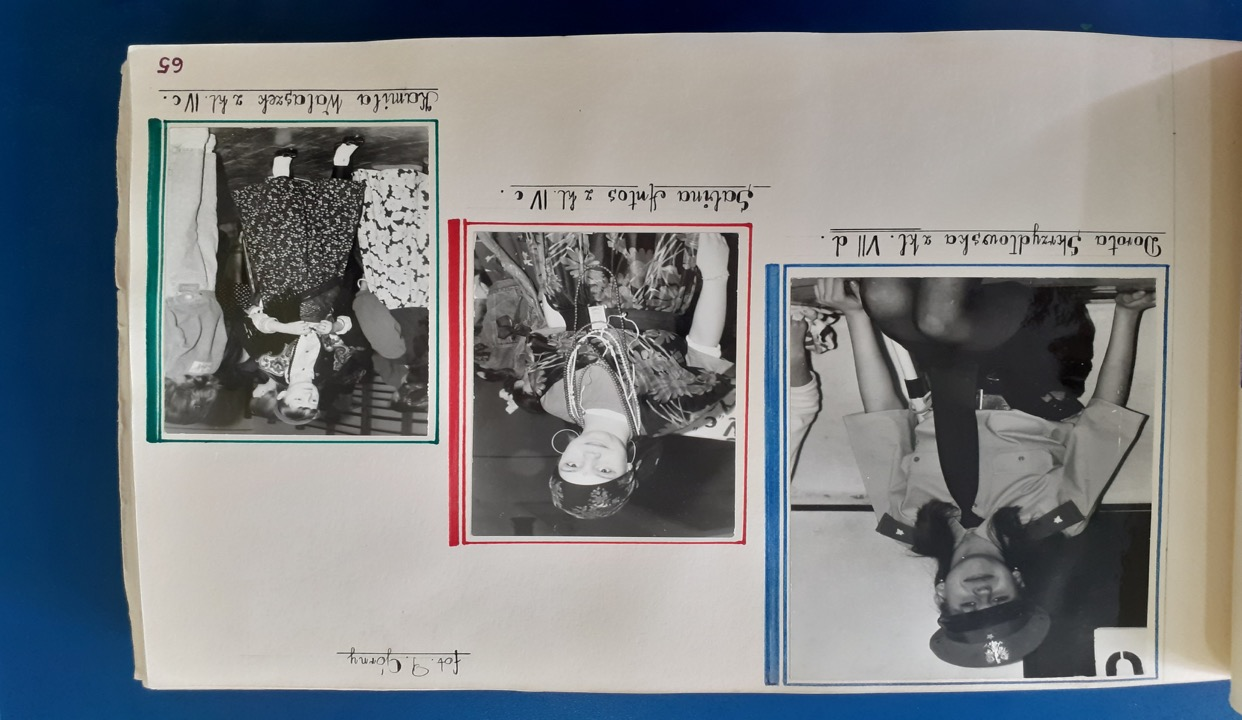 fot. Górny
Dorota Skrzydłowska z kl. VII d.
Sabina Antos z kl. IV c.
Kamila Walaszek z kl. IV c.
65